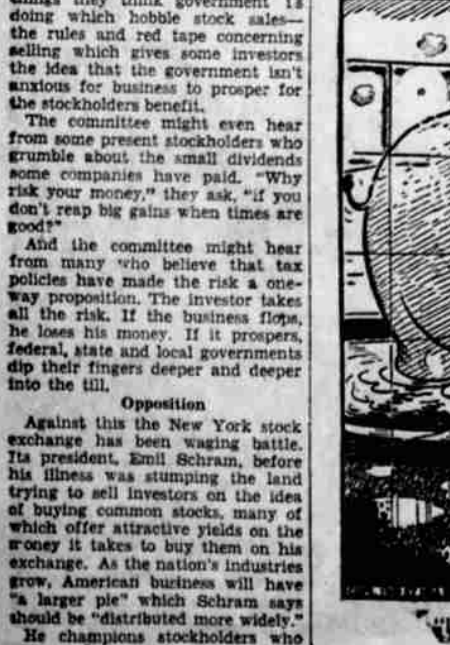 things they think government is
doing which hobble stock sales—
the rules and red tape concerning
selling which gives some investors
the idea that the government isn't
anxious for business to prosper for
the stockholders benefit.
The committee might even hear
from some present stockholders who
grumble about the small dividends
some companies have paid. "Why
risk your money," they ask, "if you
don't reap big gains when times are
good?"
And the committee might hear
from many who believe that tax
policies have made the risk a one-
way proposition. The investor takes
all the risk. If the business flops,
he loses his money. If it prospers,
federal, state and local governments
dip their fingers deeper and deeper
into the till.
Opposition
Against this the New York stock
exchange has been waging battle.
Its president, Emil Schram, before
his illness was stumping the land
trying to sell investors on the idea
of buying common stocks, many of
which offer attractive yields on the
money it takes to buy them on his
exchange. As the nation's industries
grow, American business will have
"a larger pie" which Schram says
should be "distributed more widely."
He champions stockholders who